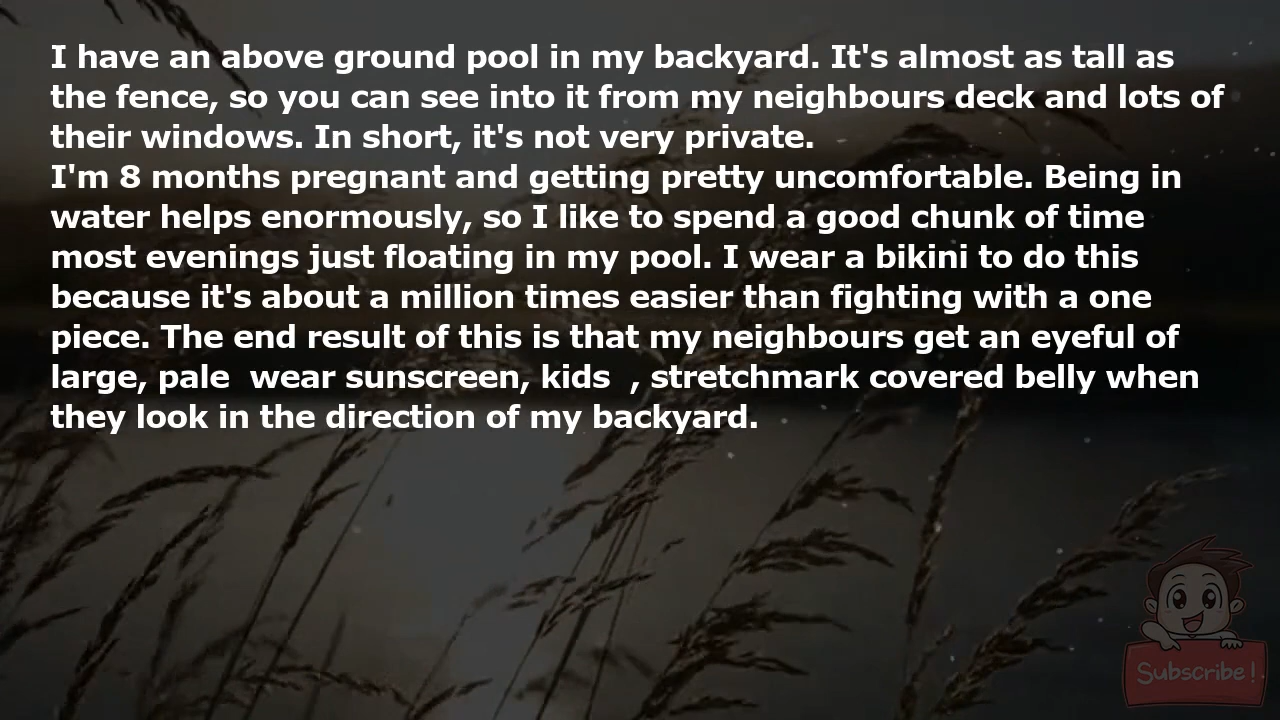 I have an above ground pool in my backyard. It's almost as tall as
the fence, so you can see into it from my neighbours deck and lots of
their windows. In short, it's not very private.
I'm 8 months pregnant and getting pretty uncomfortable. Being in
water helps enormously, so I like to spend a good chunk of time
most evenings just floating in my pool. I wear a bikini to do this
because it's about a million times easier than fighting with a one
piece. The end result of this is that my neighbours get an eyeful of
large, pale  wear sunscreen, kids  , stretchmark covered belly when
they look in the direction of my backyard.
Subscribe!